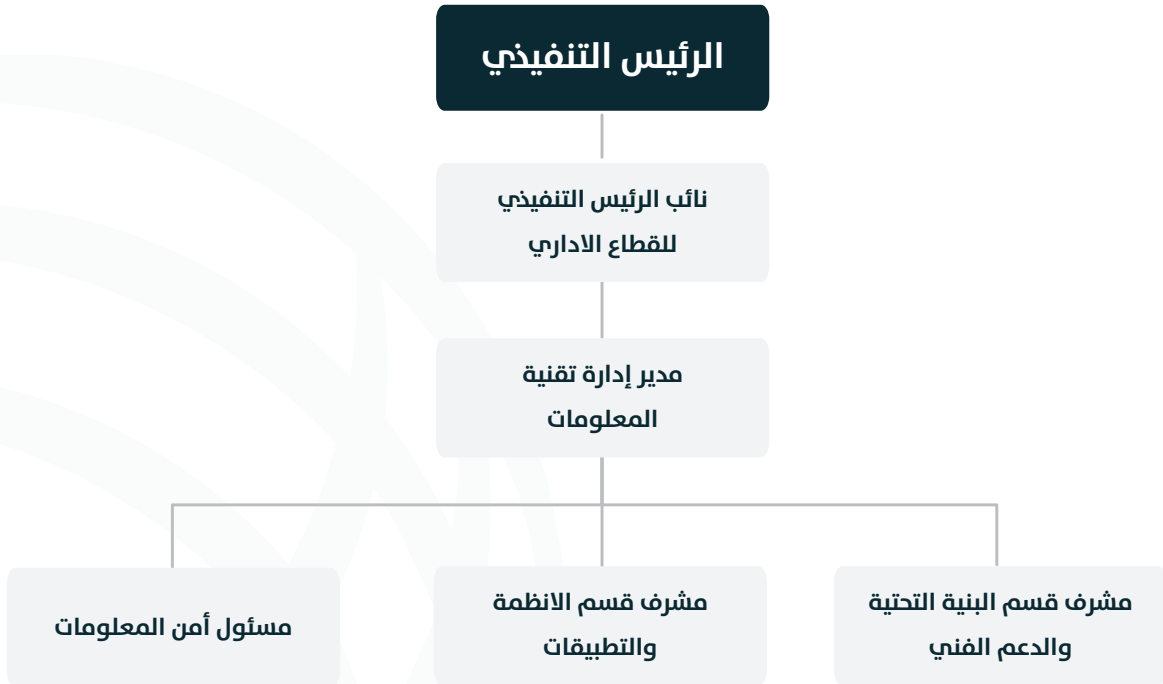 الرئيس التنفيذي
نائب الرئيس التنفيذي
للقطاع الاداري
مدير إدارة تقنية
المعلومات
مشرف قسم البنية التحتية
والدعم الفني
مشرف قسم الانظمة
والتطبيقات
مسئول أمن المعلومات